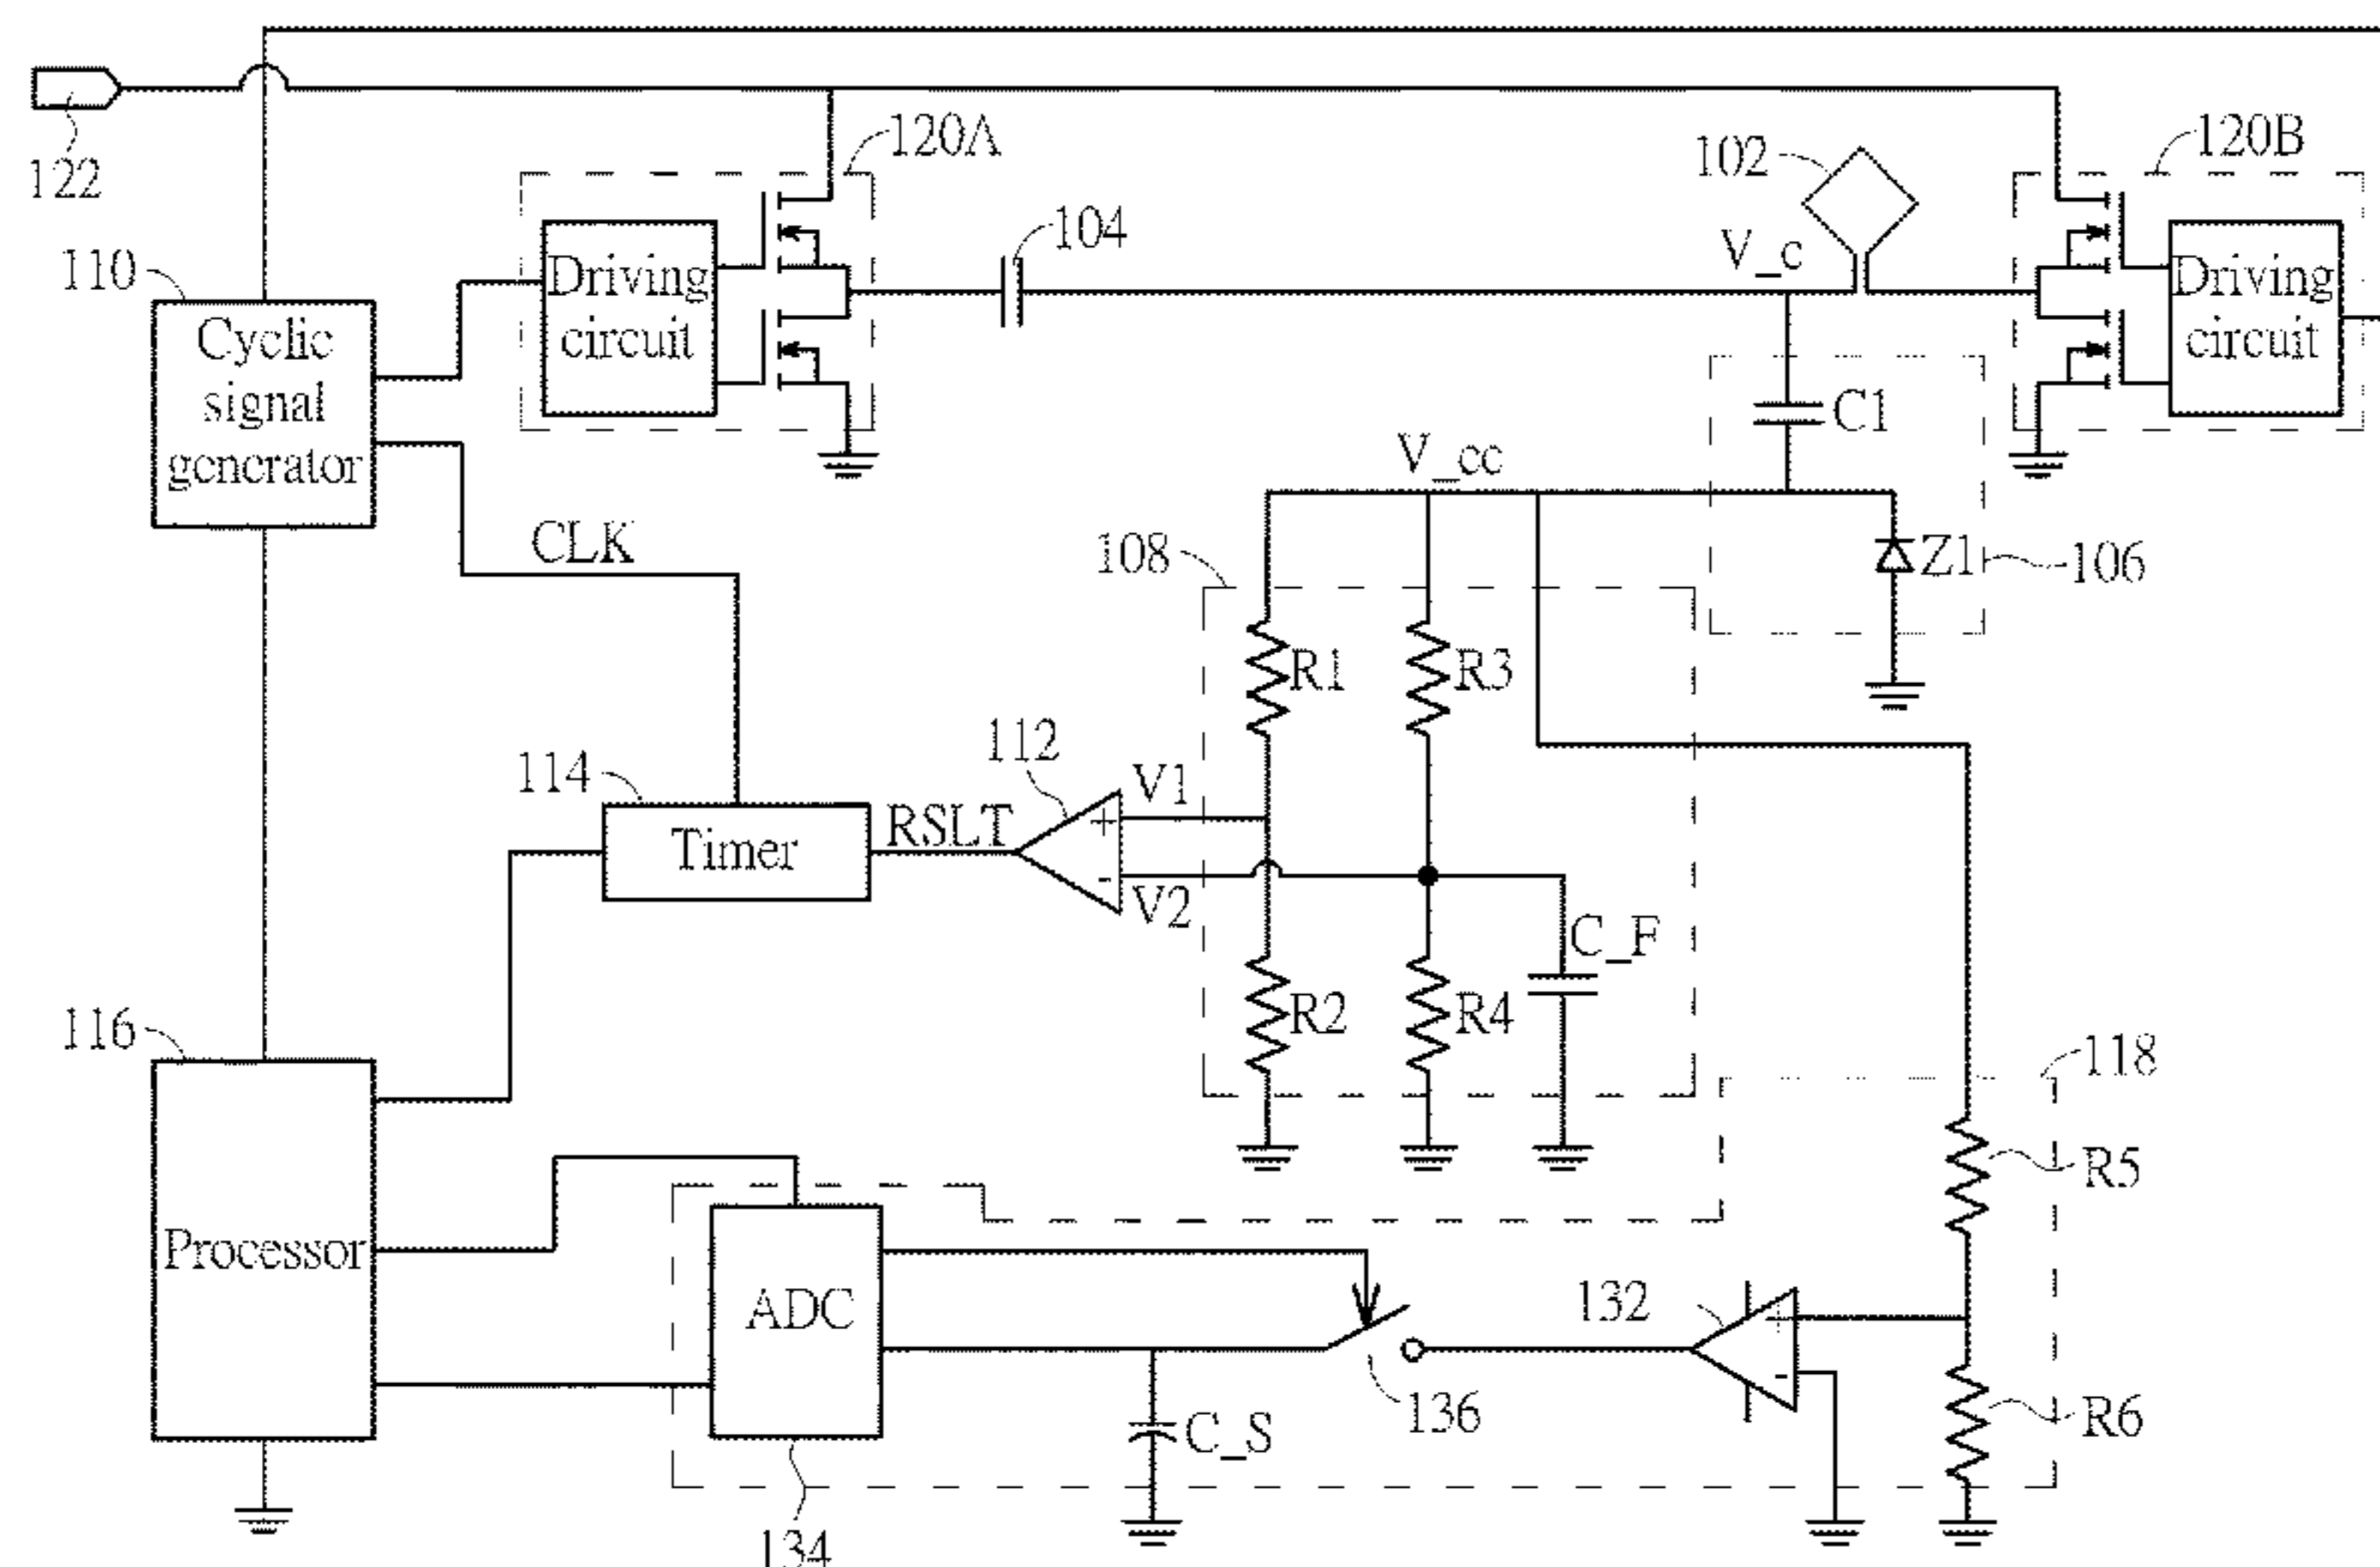 122
120A
102
120B
104
V_c
110
Driving
circuit
Driving
circuit
Cyclic
signal
generator
C1
V_cc
CLK
108
Z1
106
R1
R3
112
114
V1
RSLT
Timer
+
-
V2
C_F
R2
R4
116
118
R5
Processor
ADC
132
+
-
136
C_S
R6
134